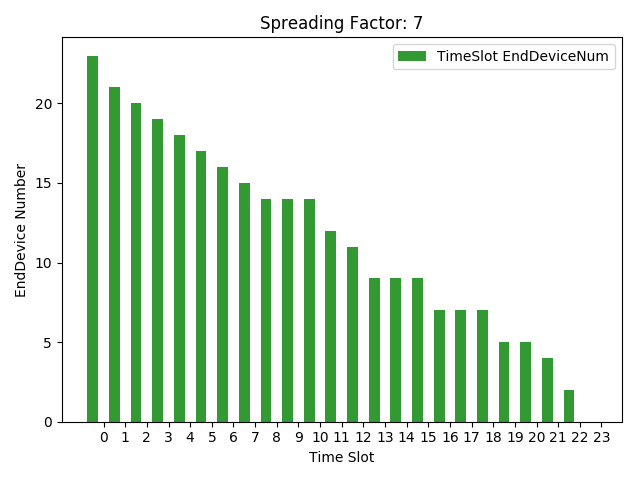 Spreading Factor: 7
TimeSlot EndDeviceNum
EndDevice Number
20
15
10
5
0
0 1 2 3 4 5 6 7 8 9 10 11 12 13 14 15 16 17 18 19 20 21 22 23
Time Slot